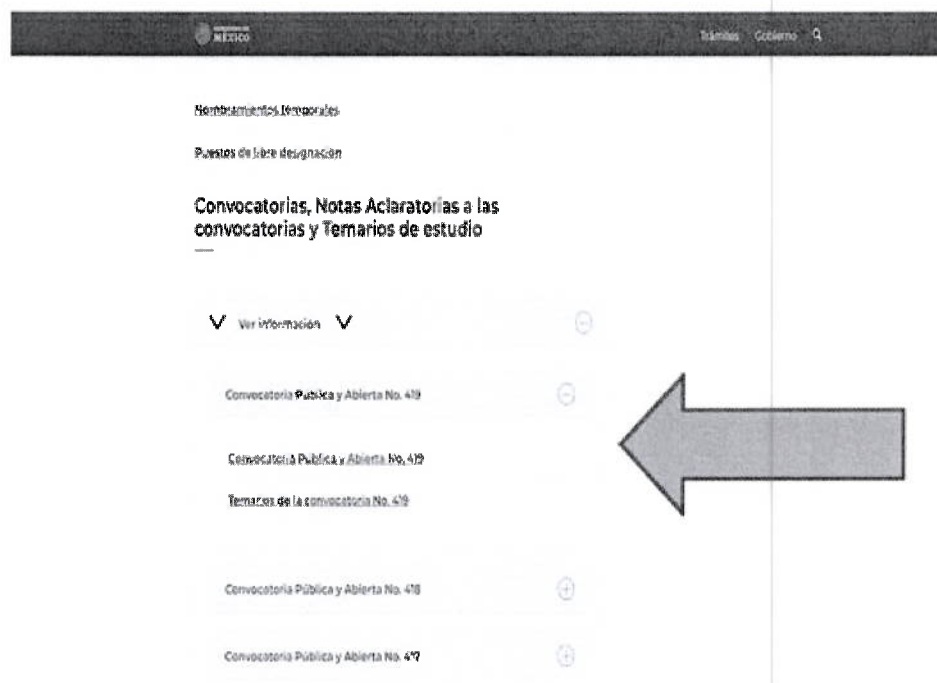 GOBIERNO DE
MÉXICO
Trámites Gobierno
Nombramientos temporales
Puestos de libre designación
Convocatorias, Notas Aclaratorias a las
convocatorias y Temarios de estudio
Ver información
Convocatoria Pública y Abierta No. 419
Convocatoria Pública y Abierta No. 419
Temarios de la convocatoria No. 419
Convocatoria Pública y Abierta No. 418
Convocatoria Pública y Abierta No. 417